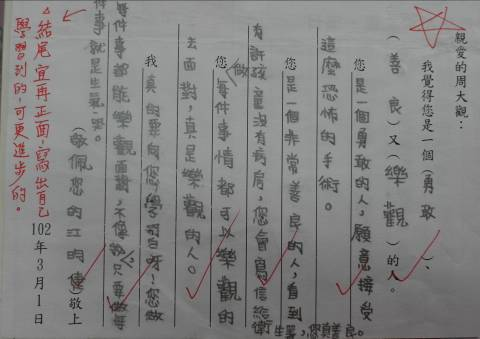 親愛的周大觀：
我覺得您是一個(勇敢)、
(善良)又(樂觀)的人。
您是一個勇敢的人，願意接受
這麼恐怖的手術。
您是一個非常善良的人，看到
有許孩童沒有病房，您會寫信給衛
生署，您真善良。
您做每件事情都可以樂觀的
去面對，真是樂觀的人。
我真的要向您學習呀！您做
每件事都能樂觀面對，不像我只要做每
件事就是生氣、哭。
(敬佩您的江明)敬上
102年3月1日
結尾宜再正面，寫出自己
學習到的，可更進步的。